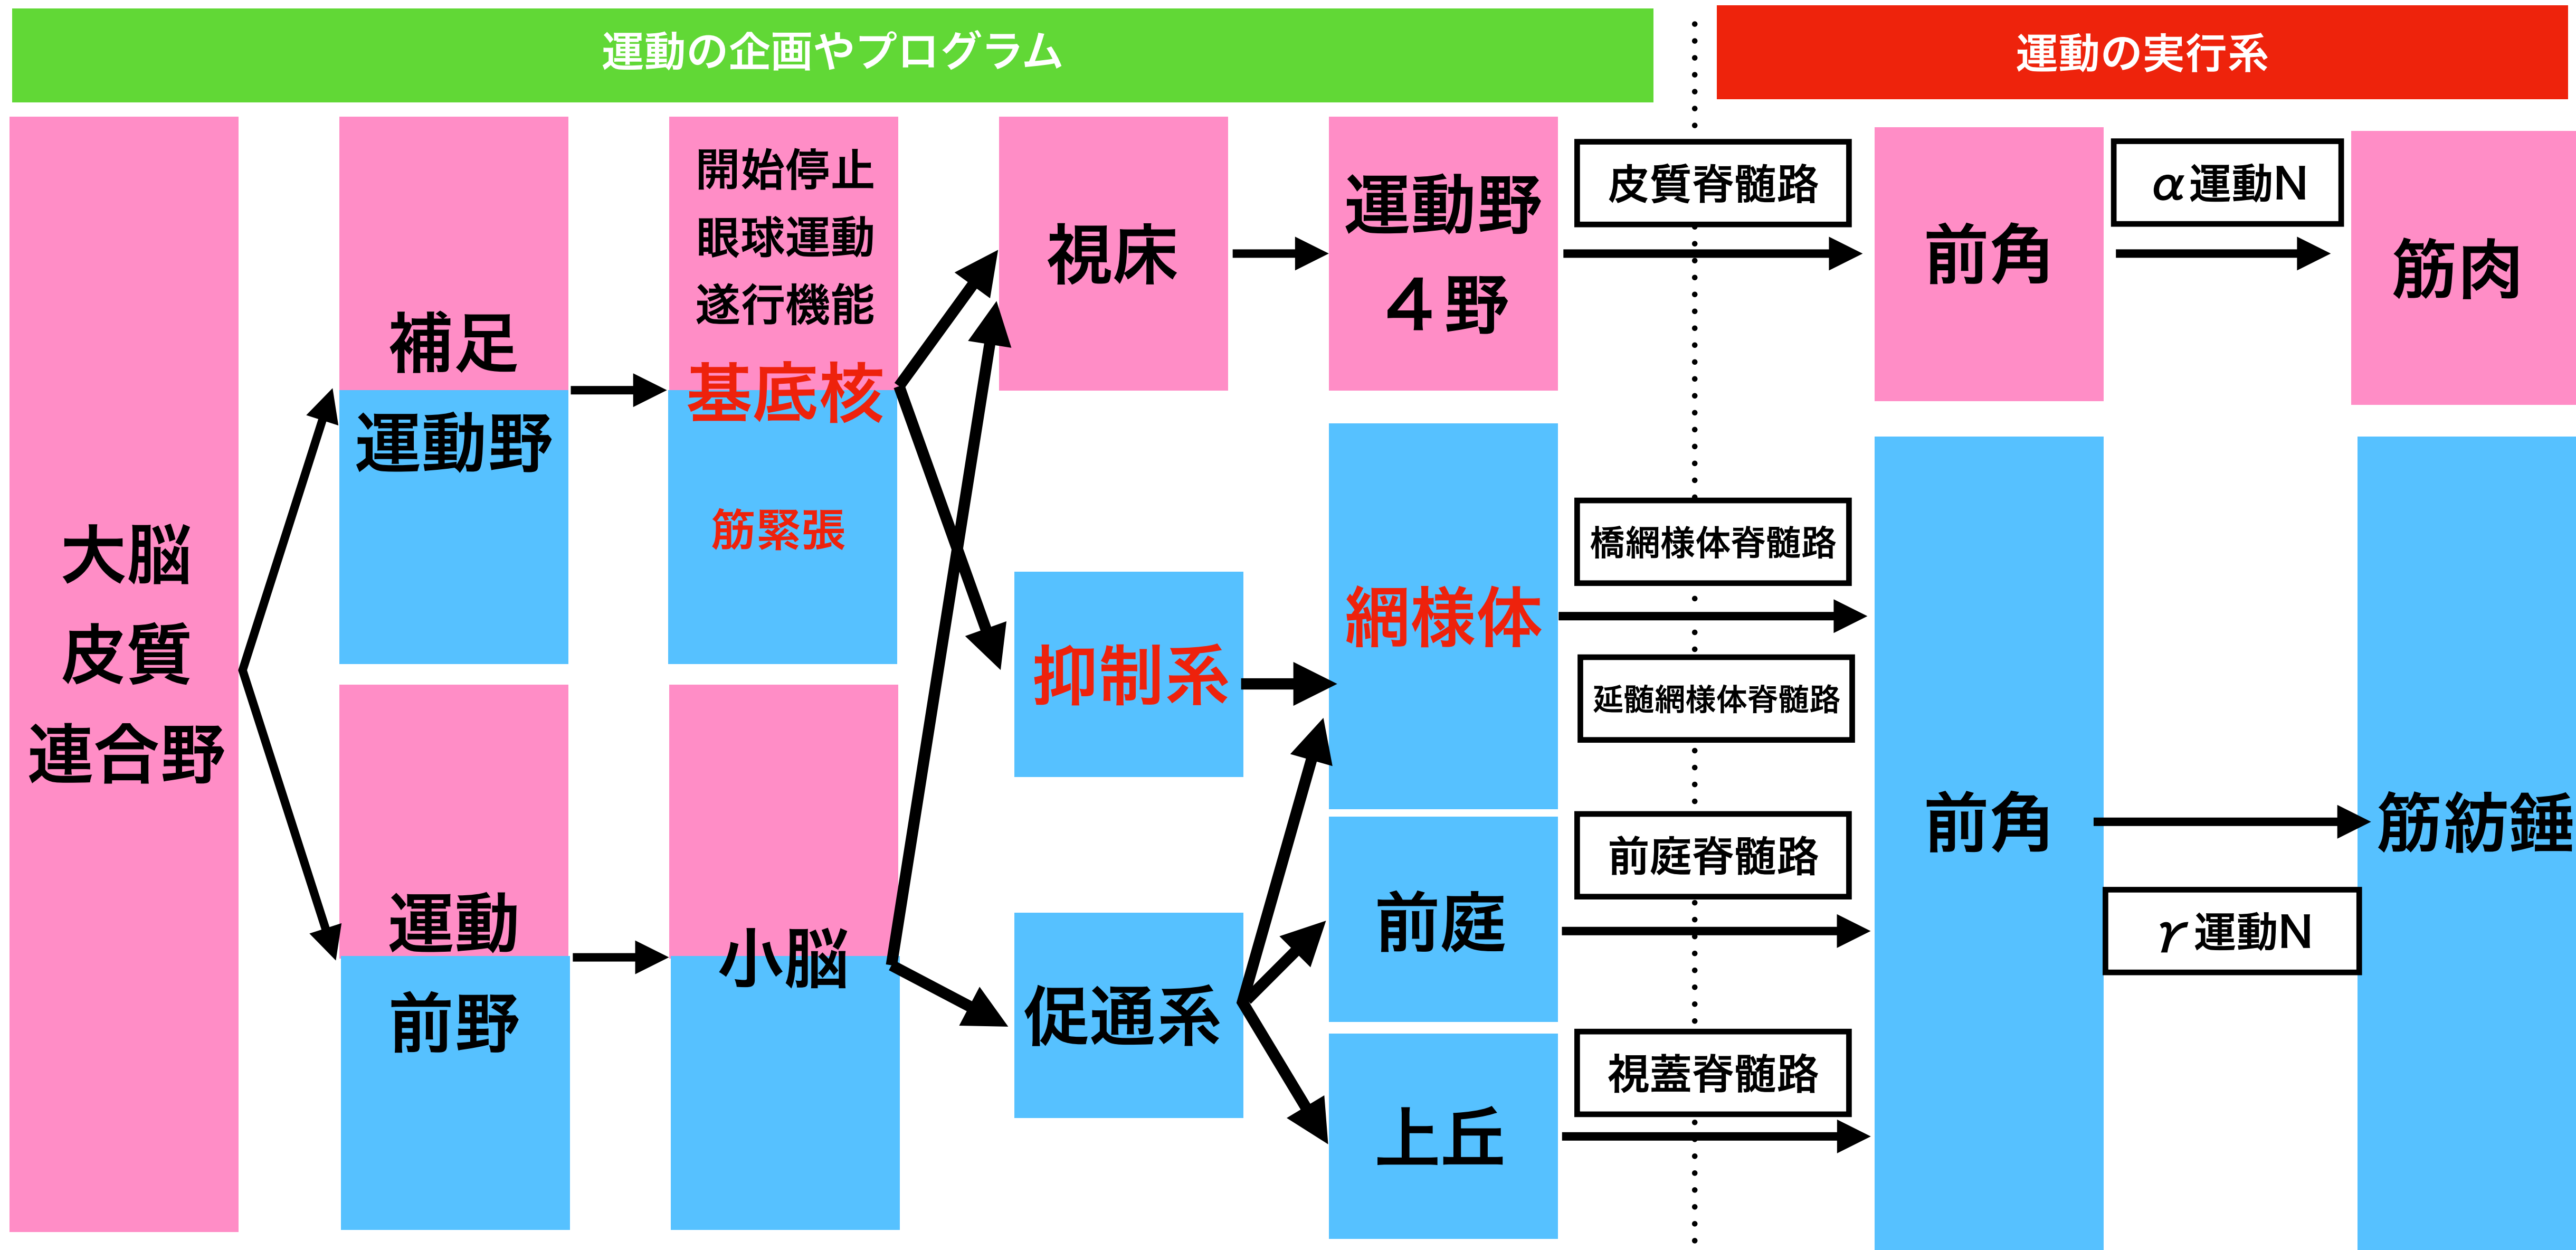 運動の企画やプログラム
運動の実行系
大脳
皮質
連合野
補足
運動野
運動
前野
開始停止
眼球運動
遂行機能
基底核
筋緊張
小脳
視床
抑制系
促通系
運動野
４野
網様体
前庭
上丘
皮質脊髄路
橋網様体脊髄路
延髄網様体脊髄路
前庭脊髄路
視蓋脊髄路
前角
前角
α運動N
γ運動N
筋肉
筋紡錘